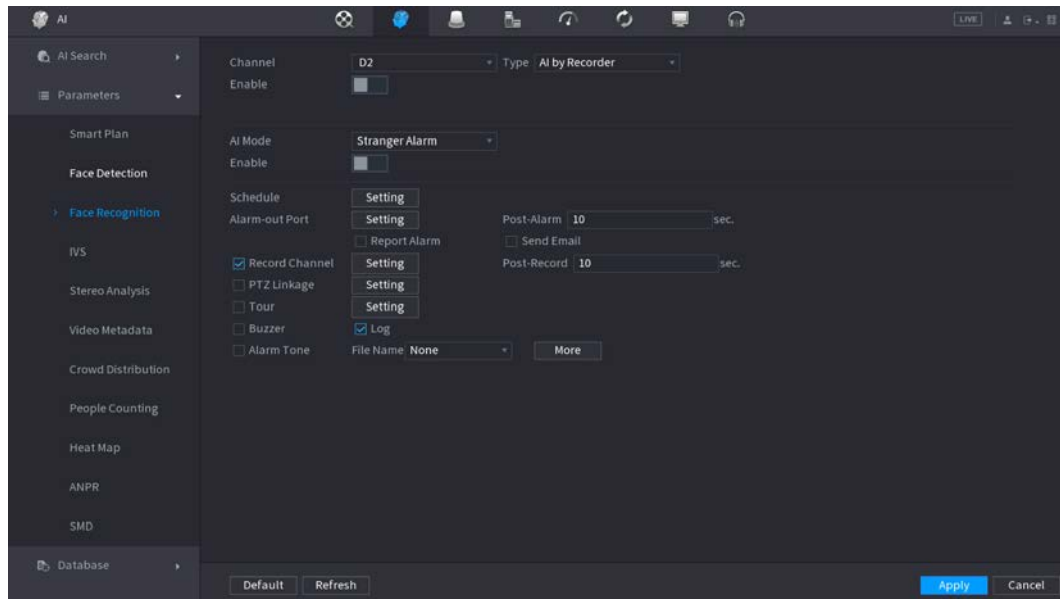 AI
LIVE
AI Search
Parameters
Smart Plan
Face Detection
Face Recognition
IVS
Stereo Analysis
Video Metadata
Crowd Distribution
People Counting
Heat Map
ANPR
SMD
Database
Channel D2 Type AI by Recorder
Enable
AI Mode Stranger Alarm
Enable
Schedule Setting
Alarm-out Port Setting Post-Alarm 10 sec.
Report Alarm Send Email
Record Channel Setting Post-Record 10 sec.
PTZ Linkage Setting
Tour Setting
Buzzer Log
Alarm Tone File Name None More
Default Refresh Apply Cancel